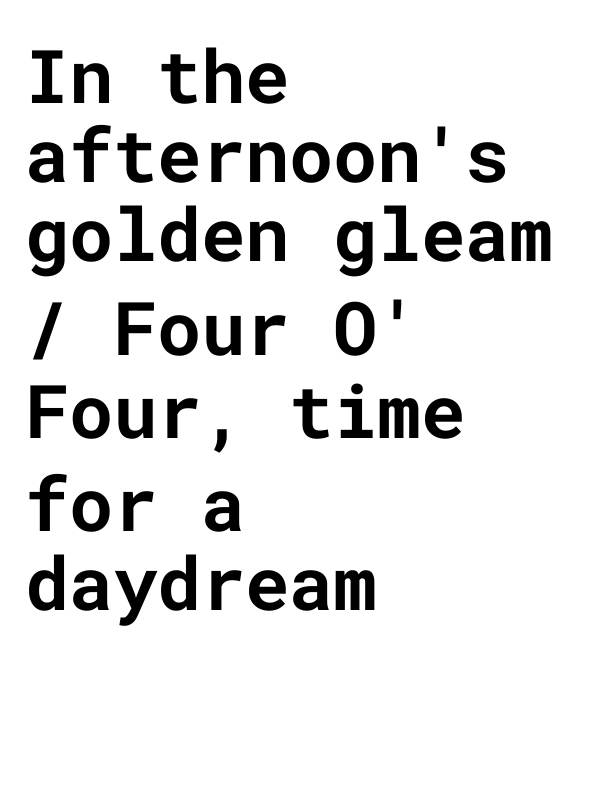 In the
afternoon's
golden gleam
/ Four O'
Four, time
for a
daydream